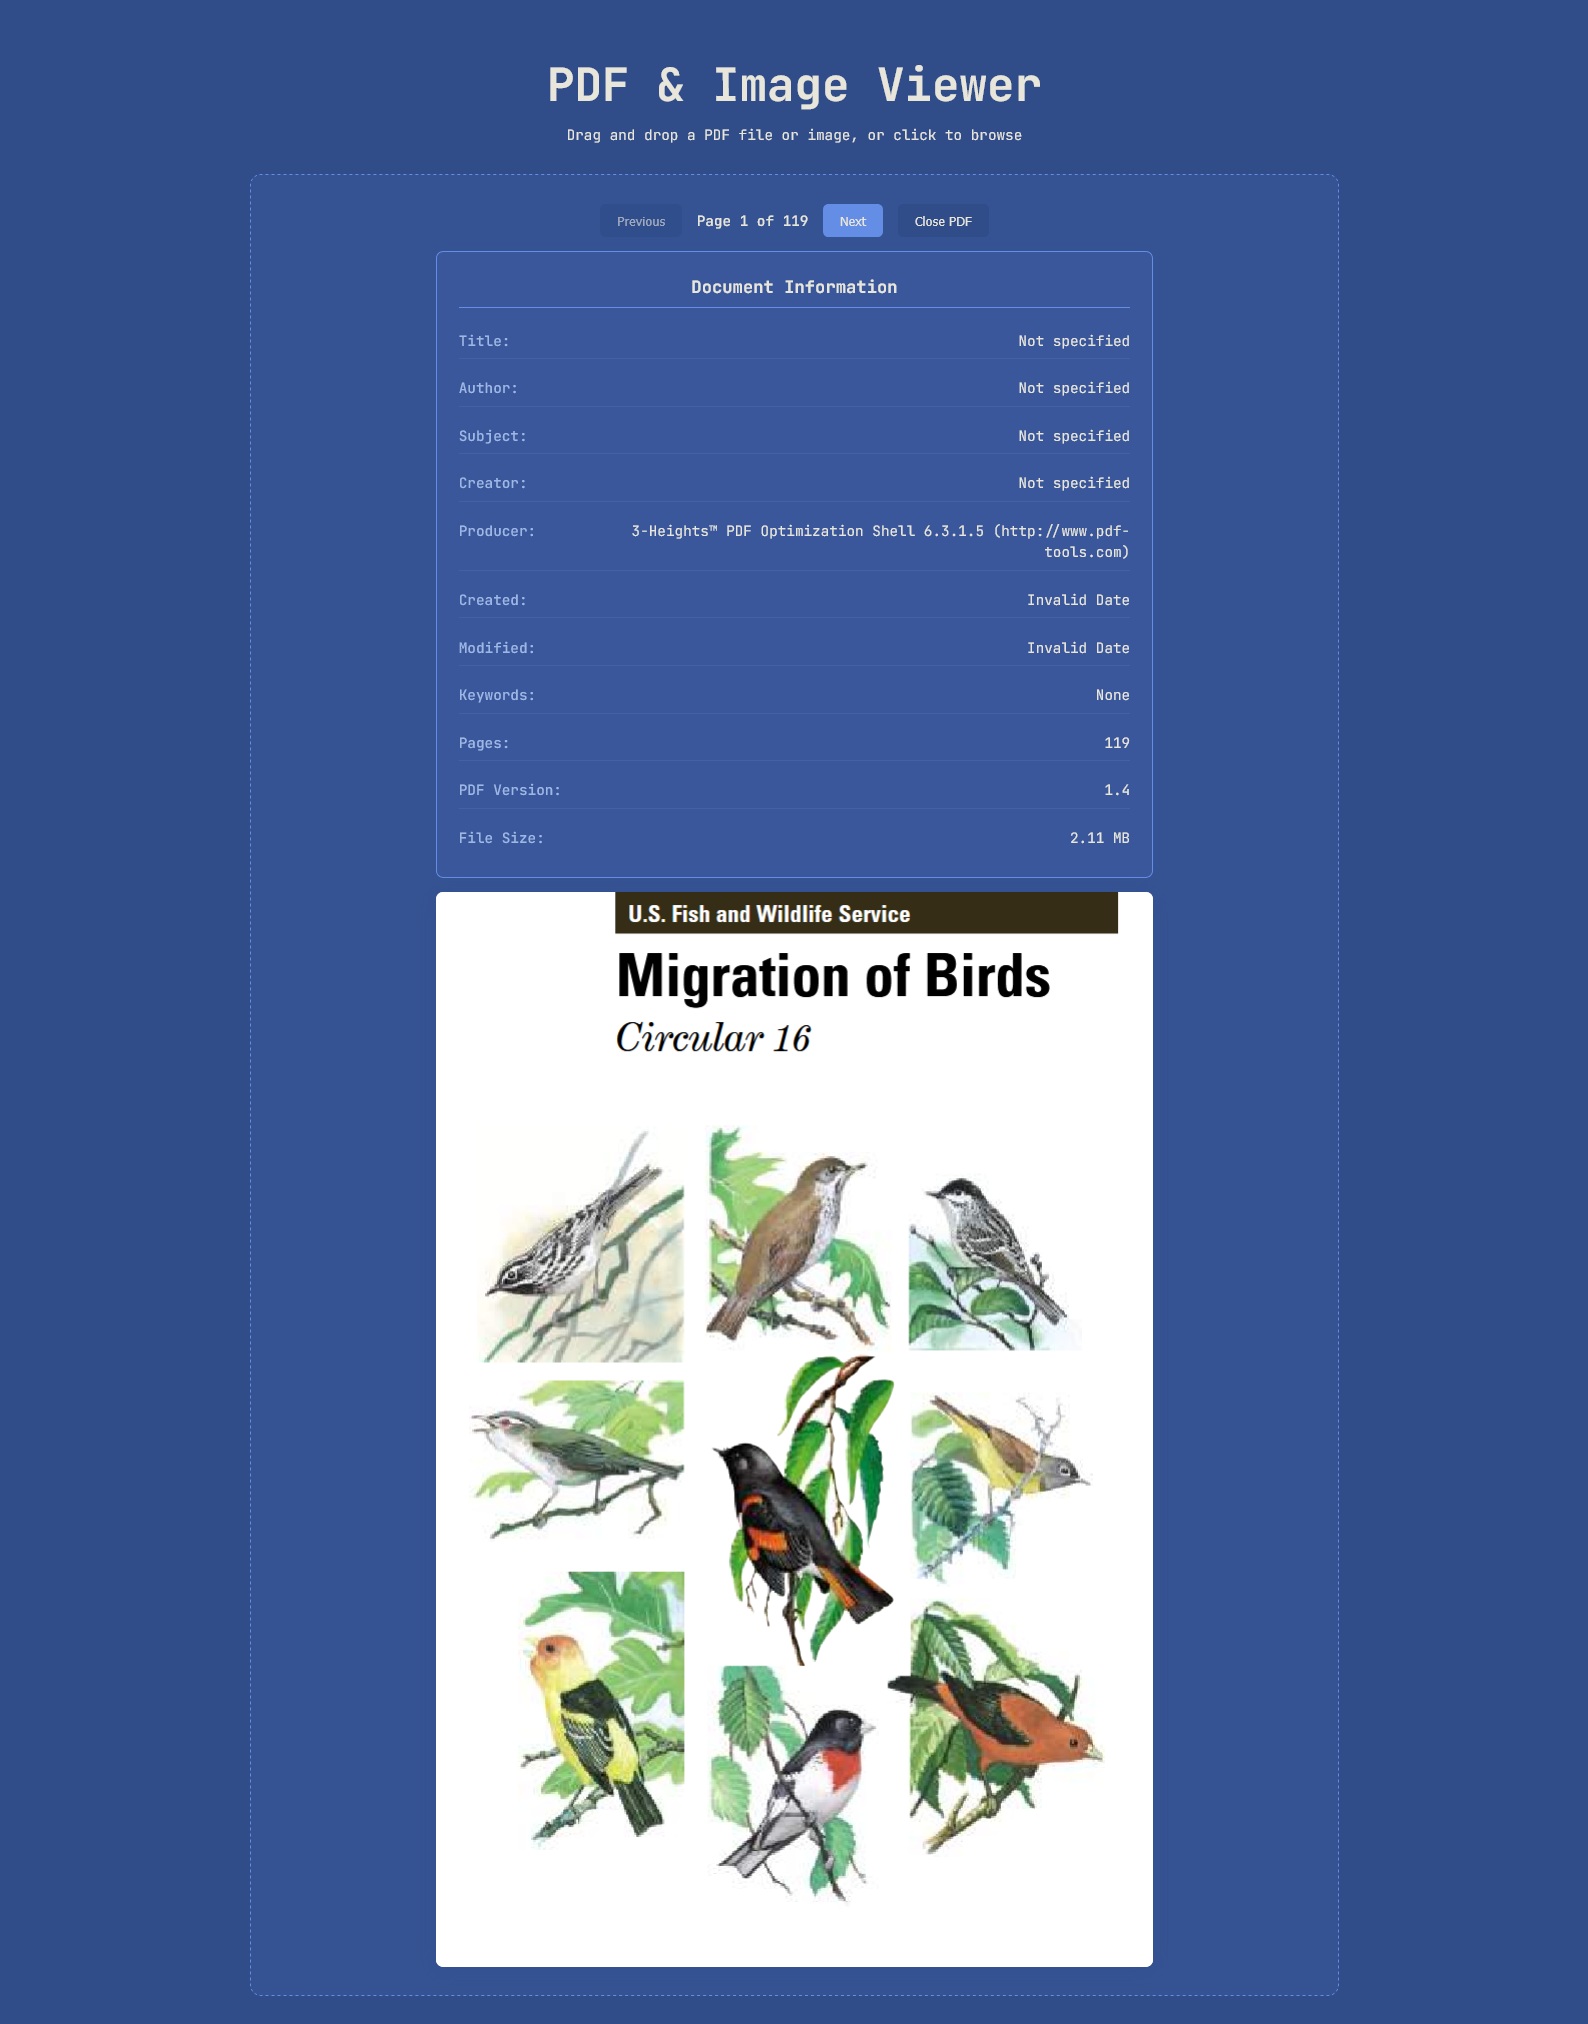 PDF & Image Viewer
Drag and drop a PDF file or image, or click to browse
Previous Page 1 of 119 Next Close PDF
Document Information
Title: Not specified
Author: Not specified
Subject: Not specified
Creator: Not specified
Producer: 3-Heights™ PDF Optimization Shell 6.3.1.5 (http://www.pdf-
tools.com)
Created: Invalid Date
Modified: Invalid Date
Keywords: None
Pages: 119
PDF Version: 1.4
File Size: 2.11 MB
U.S. Fish and Wildlife Service
Migration of Birds
Circular 16